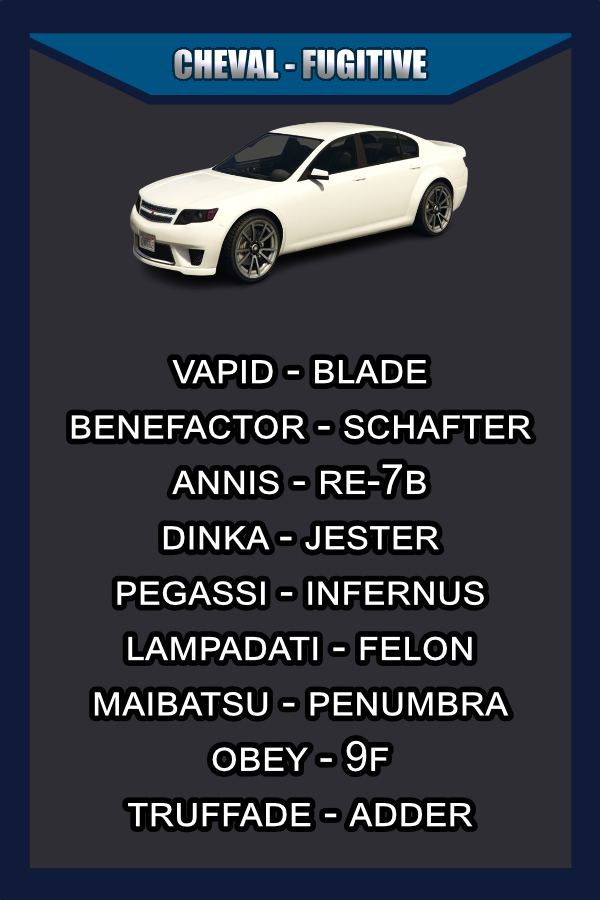 CHEVAL - FUGITIVE
VAPID - BLADE
BENEFACTOR - SCHAFTER
ANNIS - RE-7B
DINKA - JESTER
PEGASSI - INFERNUS
LAMPADATI - FELON
MAIBATSU - PENUMBRA
OBEY - 9F
TRUFFADE - ADDER